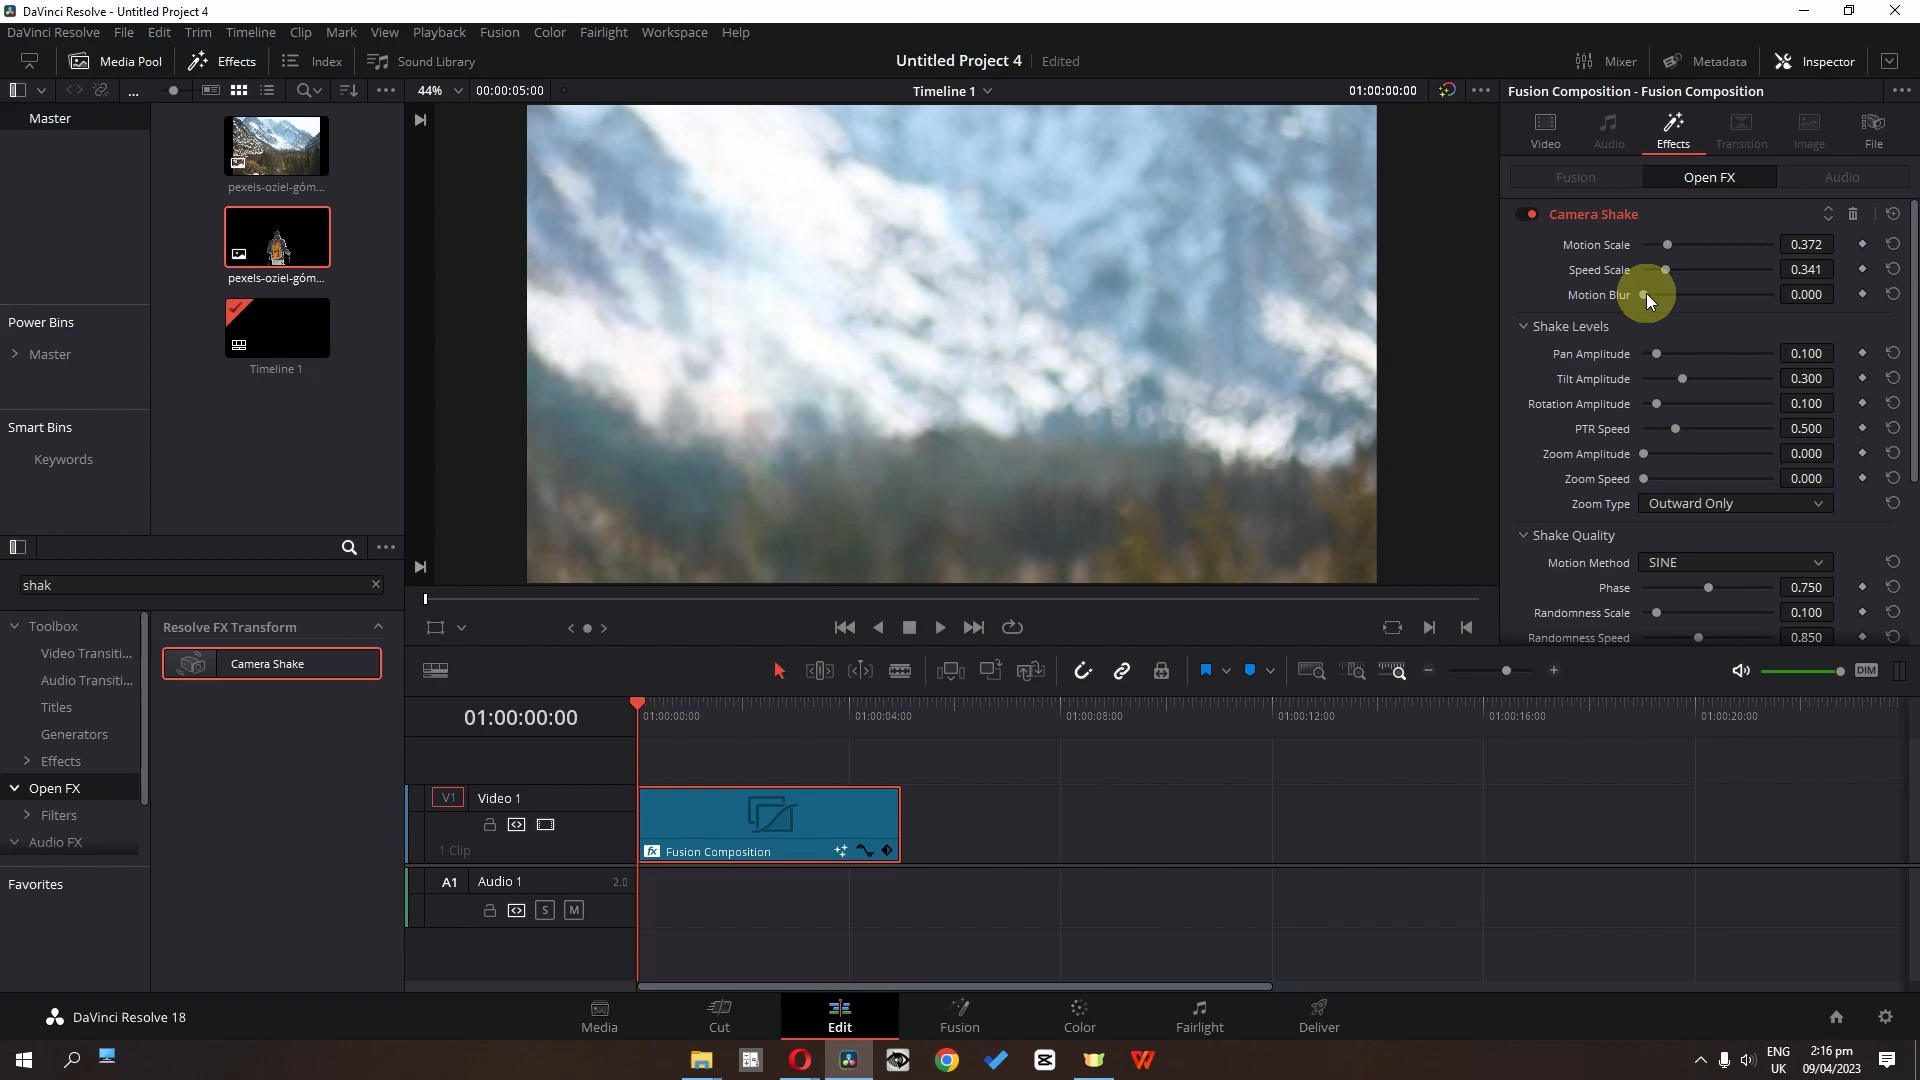 DaVinci Resolve - Untitled Project 4
DaVinci Resolve File Edit Trim Timeline Clip Mark View Playback Fusion Color Fairlight Workspace Help
Media Pool Effects Index Sound Library Untitled Project 4 Edited Mixer Metadata Inspector
... 44% 00:00:05:00 Timeline 1 01:00:00:00 Fusion Composition - Fusion Composition
Master
Video Audio Effects Transition Image File
pexels-oziel-góm...
Fusion Open FX Audio
Camera Shake
Motion Scale 0.372
Speed Scale 0.341
pexels-oziel-góm...
Motion Blur 0.000
Power Bins
Shake Levels
Master
Pan Amplitude 0.100
Timeline 1
Tilt Amplitude 0.300
Rotation Amplitude 0.100
Smart Bins
PTR Speed 0.500
Keywords
Zoom Amplitude 0.000
Zoom Speed 0.000
Zoom Type Outward Only
Shake Quality
Motion Method SINE
shak
Phase 0.750
Randomness Scale 0.100
Randomness Speed 0.850
Toolbox
Resolve FX Transform
Video Transiti...
Camera Shake
Audio Transiti...
DIM
Titles
Generators
Effects
Open FX
Filters
Audio FX
Favorites
01:00:00:00
01:00:00:00 01:00:04:00 01:00:08:00 01:00:12:00 01:00:16:00 01:00:20:00
V1 Video 1
1 Clip
fx Fusion Composition
A1 Audio 1 2.0
S M
DaVinci Resolve 18
Media Cut Edit Fusion Color Fairlight Deliver
ENG
UK
2:16 pm
09/04/2023